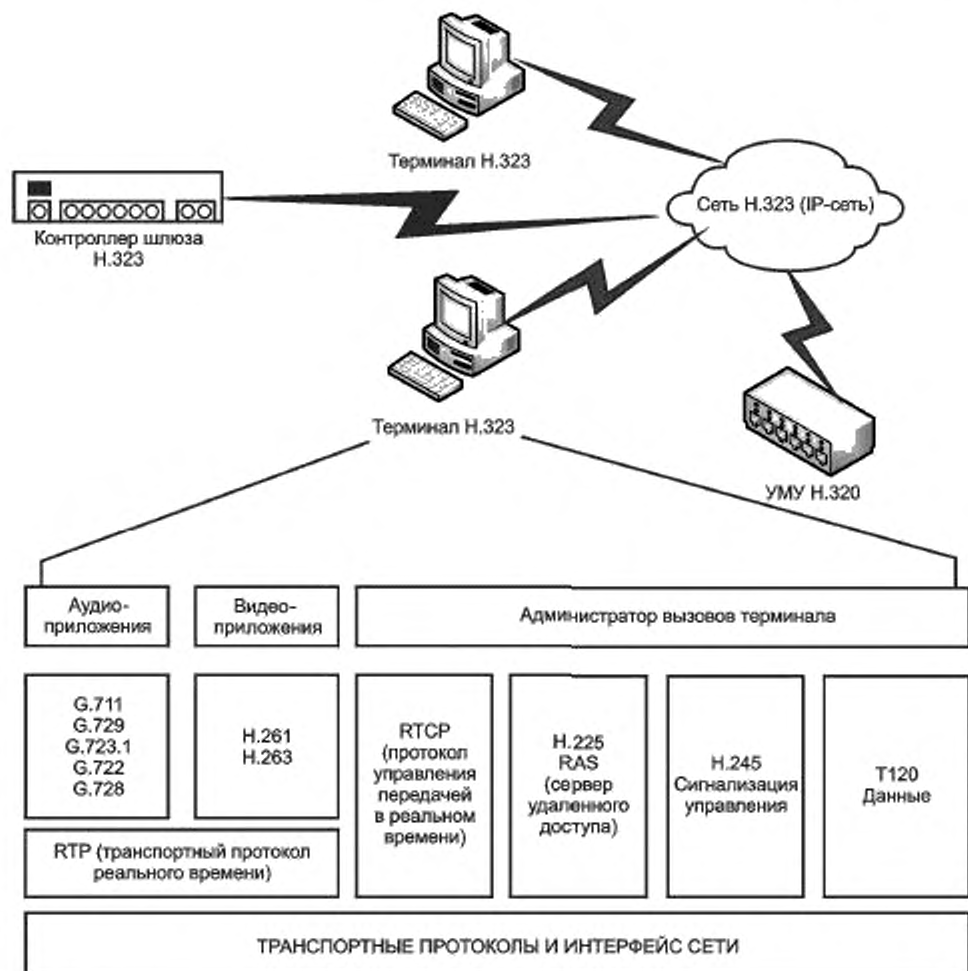 Терминал H.323
Сеть H.323 (IP-сеть)
Контроллер шлюза
H.323
Терминал H.323
УМУ H.320
Аудио-
приложения
Видео-
приложения
Администратор вызовов терминала
G.711
G.729
G.723.1
G.722
G.728
H.261
H.263
RTCP
(протокол
управления
передачей
в реальном
времени)
H.225
RAS
(сервер
удаленного
доступа)
H.245
Сигнализация
управления
T120
Данные
RTP (транспортный протокол
реального времени)
ТРАНСПОРТНЫЕ ПРОТОКОЛЫ И ИНТЕРФЕЙС СЕТИ